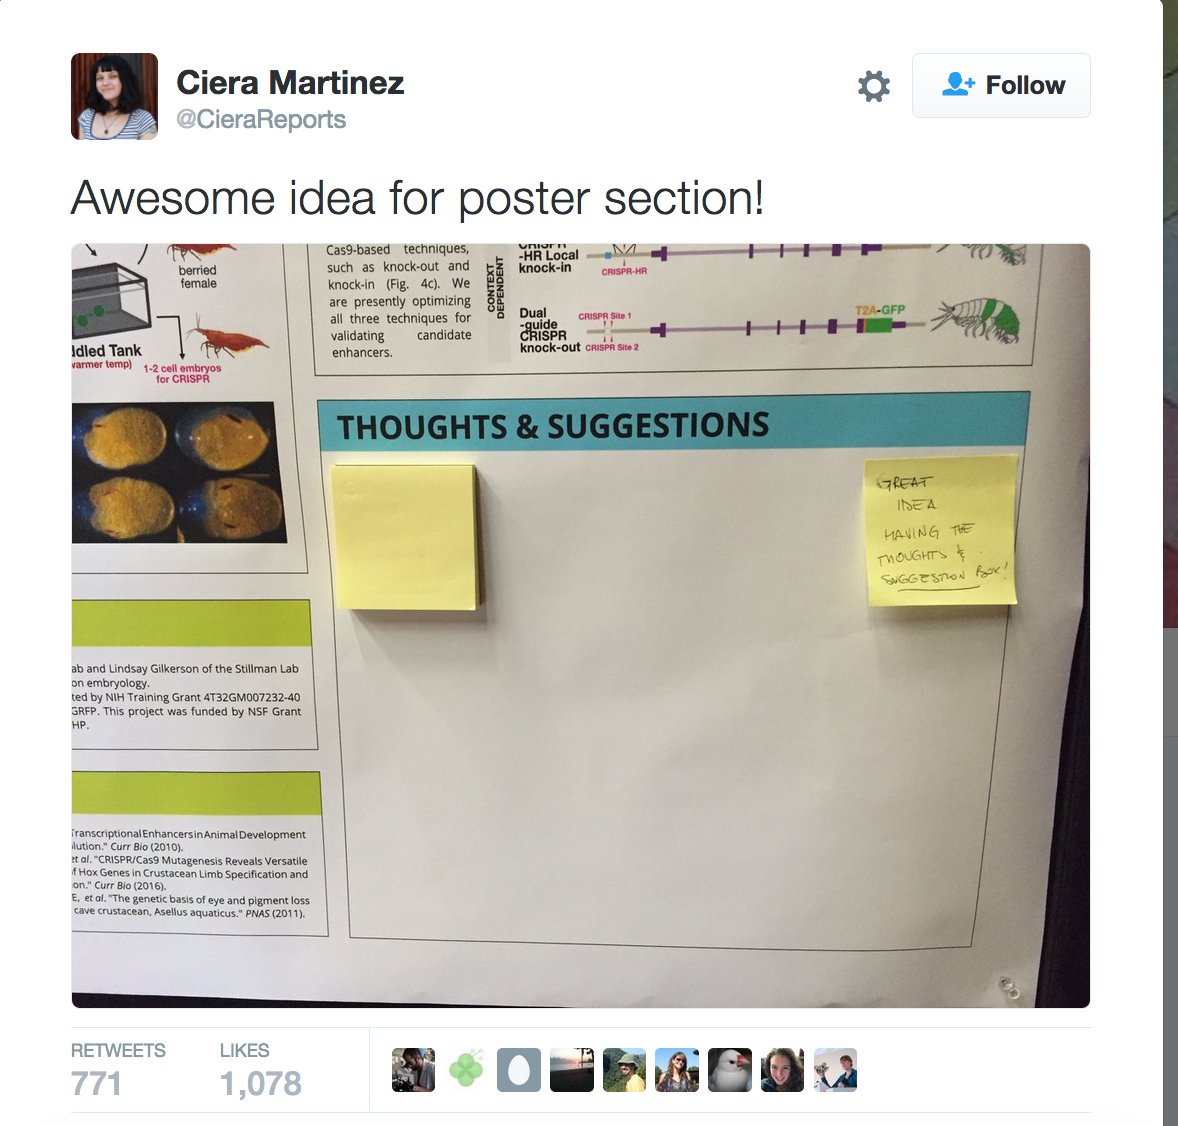 Ciera Martinez
@CieraReports
Follow
Awesome idea for poster section!
berried
female
ddled Tank
warmer temp)
1-2 cell embryos
for CRISPR
Cas9-based techniques,
such as knock-out and
knock-in (Fig. 4c). We
are presently optimizing
all three techniques for
validating candidate
enhancers.
CONTEXT
DEPENDENT
CRISPR
-HR Local
knock-in
CRISPR-HR
Dual
-guide
CRISPR
knock-out
CRISPR Site 1
CRISPR Site 2
T2A-GFP
THOUGHTS & SUGGESTIONS
GREAT
IDEA
HAVING THE
THOUGHTS &
SUGGESTION BOX!
ab and Lindsay Gilkerson of the Stillman Lab
on embryology.
ted by NIH Training Grant 4T32GM007232-40
GRFP. This project was funded by NSF Grant
HP.
Transcriptional Enhancers in Animal Development
lution." Curr Bio (2010).
et al. "CRISPR/Cas9 Mutagenesis Reveals Versatile
f Hox Genes in Crustacean Limb Specification and
on." Curr Bio (2016).
E, et al. "The genetic basis of eye and pigment loss
cave crustacean, Asellus aquaticus." PNAS (2011).
RETWEETS
771
LIKES
1,078